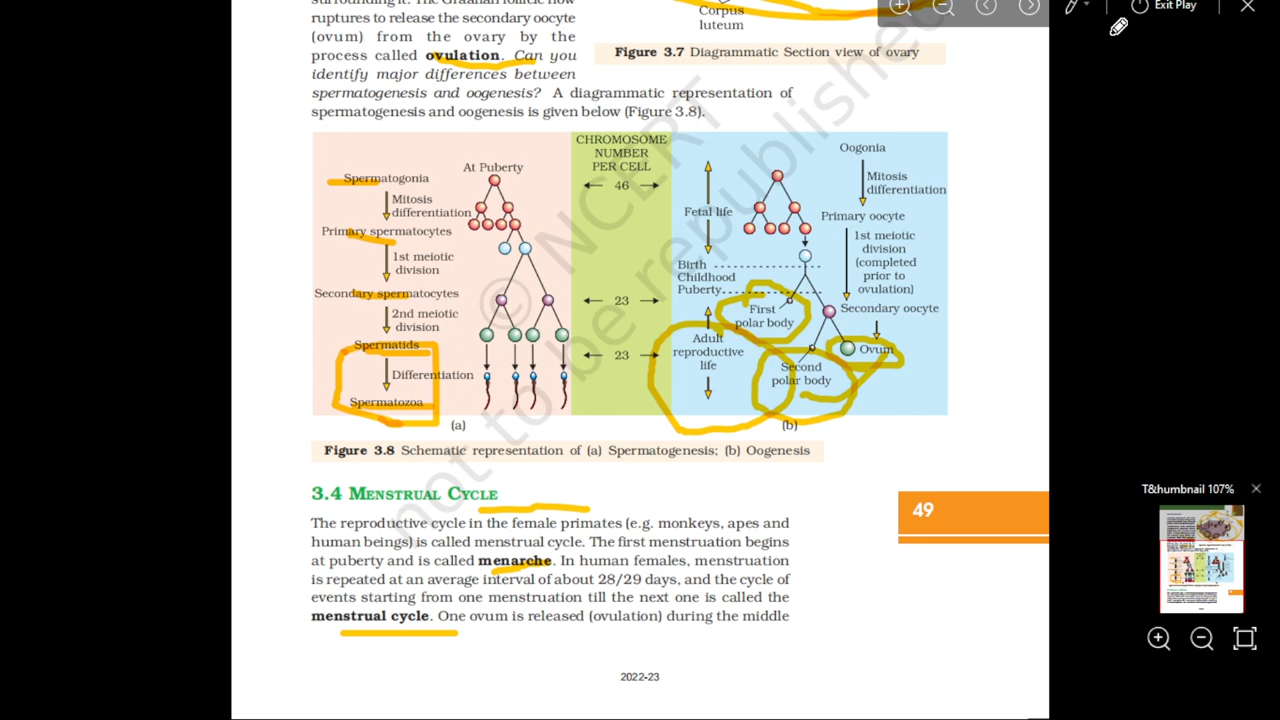 surrounding it. The Graafian follicle now
ruptures to release the secondary oocyte
(ovum) from the ovary by the
process called ovulation. Can you
identify major differences between
spermatogenesis and oogenesis? A diagrammatic representation of
spermatogenesis and oogenesis is given below (Figure 3.8).
Corpus
luteum
Exit Play
Figure 3.7 Diagrammatic Section view of ovary
Spermatogonia
Mitosis
differentiation
Primary spermatocytes
1st meiotic
division
Secondary spermatocytes
2nd meiotic
division
Spermatids
Differentiation
Spermatozoa
At Puberty
(a)
CHROMOSOME
NUMBER
PER CELL
46
23
23
Fetal life
Birth
Childhood
Puberty
Adult
reproductive
life
First
polar body
Second
polar body
Oogonia
Mitosis
differentiation
Primary oocyte
1st meiotic
division
(completed
prior to
ovulation)
Secondary oocyte
Ovum
(b)
Figure 3.8 Schematic representation of (a) Spermatogenesis; (b) Oogenesis
3.4 MENSTRUAL CYCLE
The reproductive cycle in the female primates (e.g. monkeys, apes and
human beings) is called menstrual cycle. The first menstruation begins
at puberty and is called menarche. In human females, menstruation
is repeated at an average interval of about 28/29 days, and the cycle of
events starting from one menstruation till the next one is called the
menstrual cycle. One ovum is released (ovulation) during the middle
49
2022-23
© NCERT
not to be republished
T&humbnail 107%